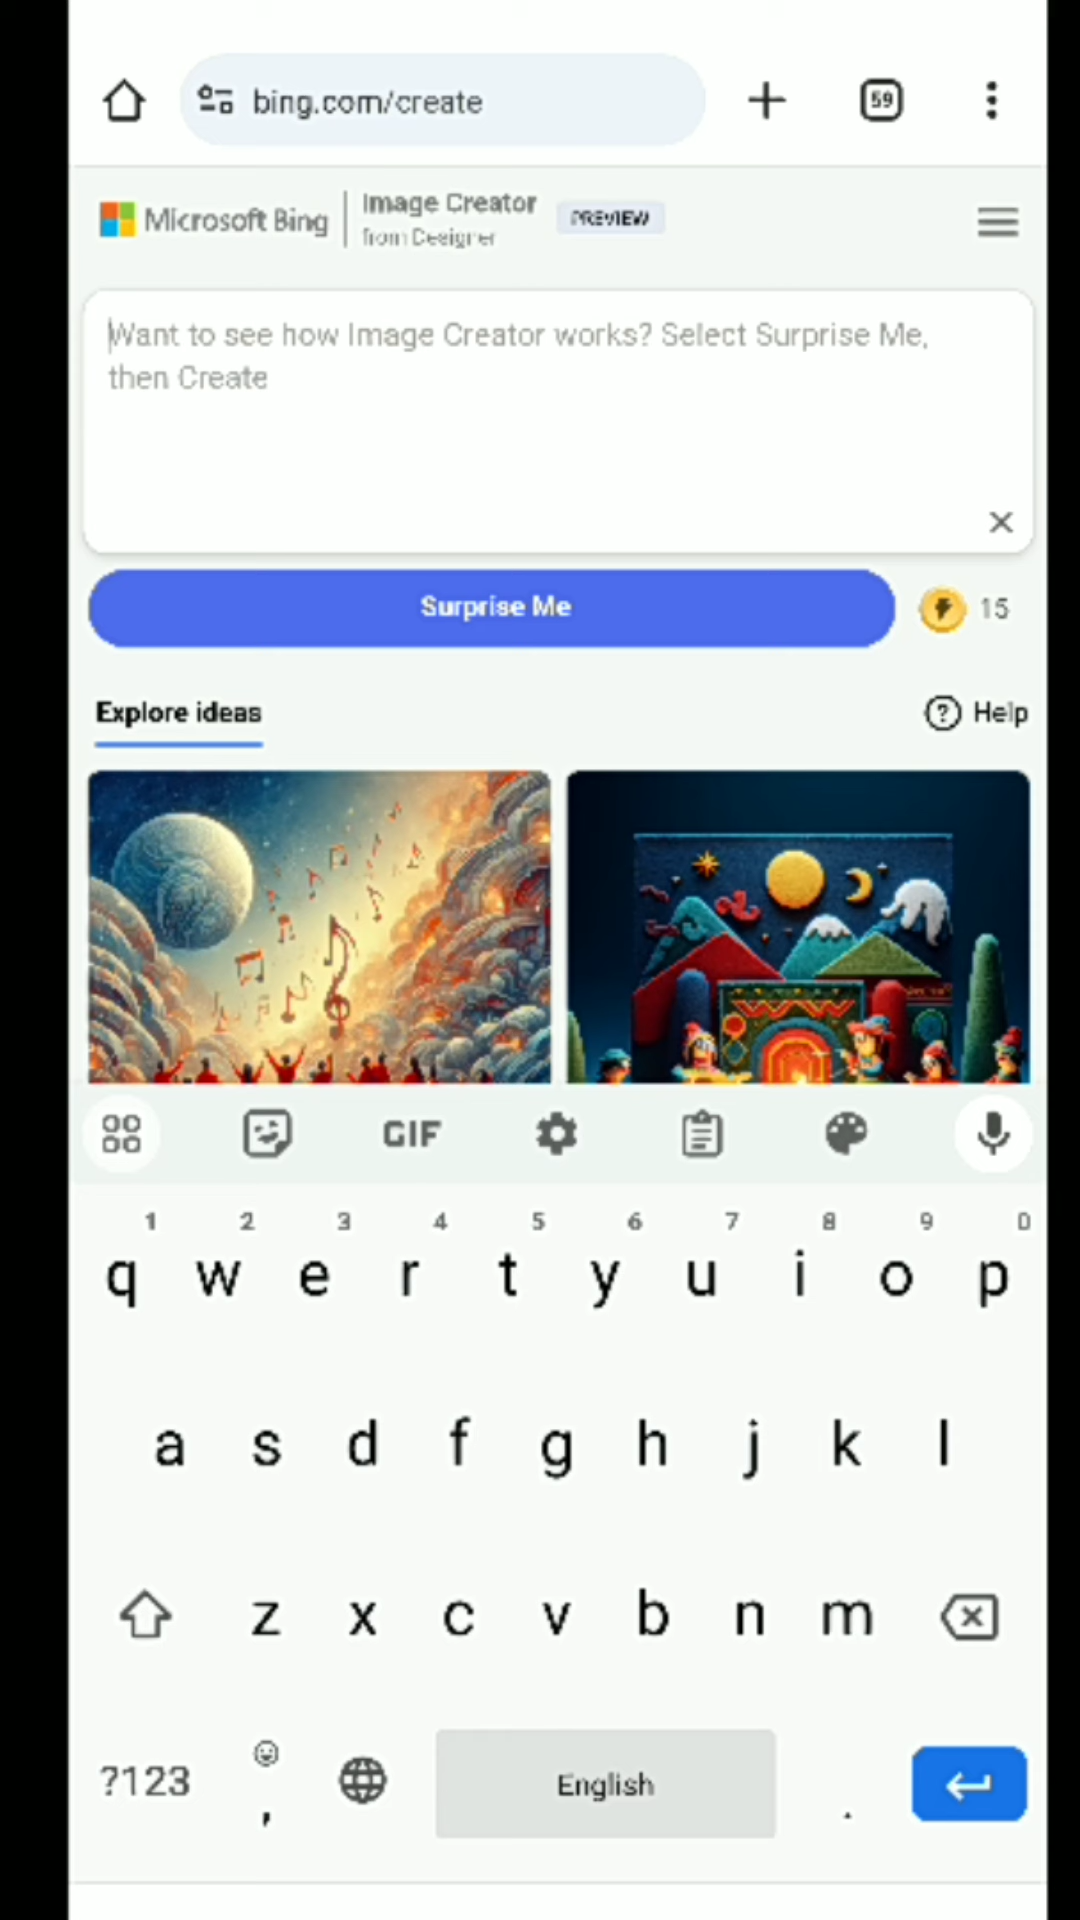 bing.com/create
59
Microsoft Bing
Image Creator
from Designer
PREVIEW
Want to see how Image Creator works? Select Surprise Me,
then Create
Surprise Me
15
Explore ideas
Help
GIF
1 2 3 4 5 6 7 8 9 0
q w e r t y u i o p
a s d f g h j k l
z x c v b n m
?123 , English .